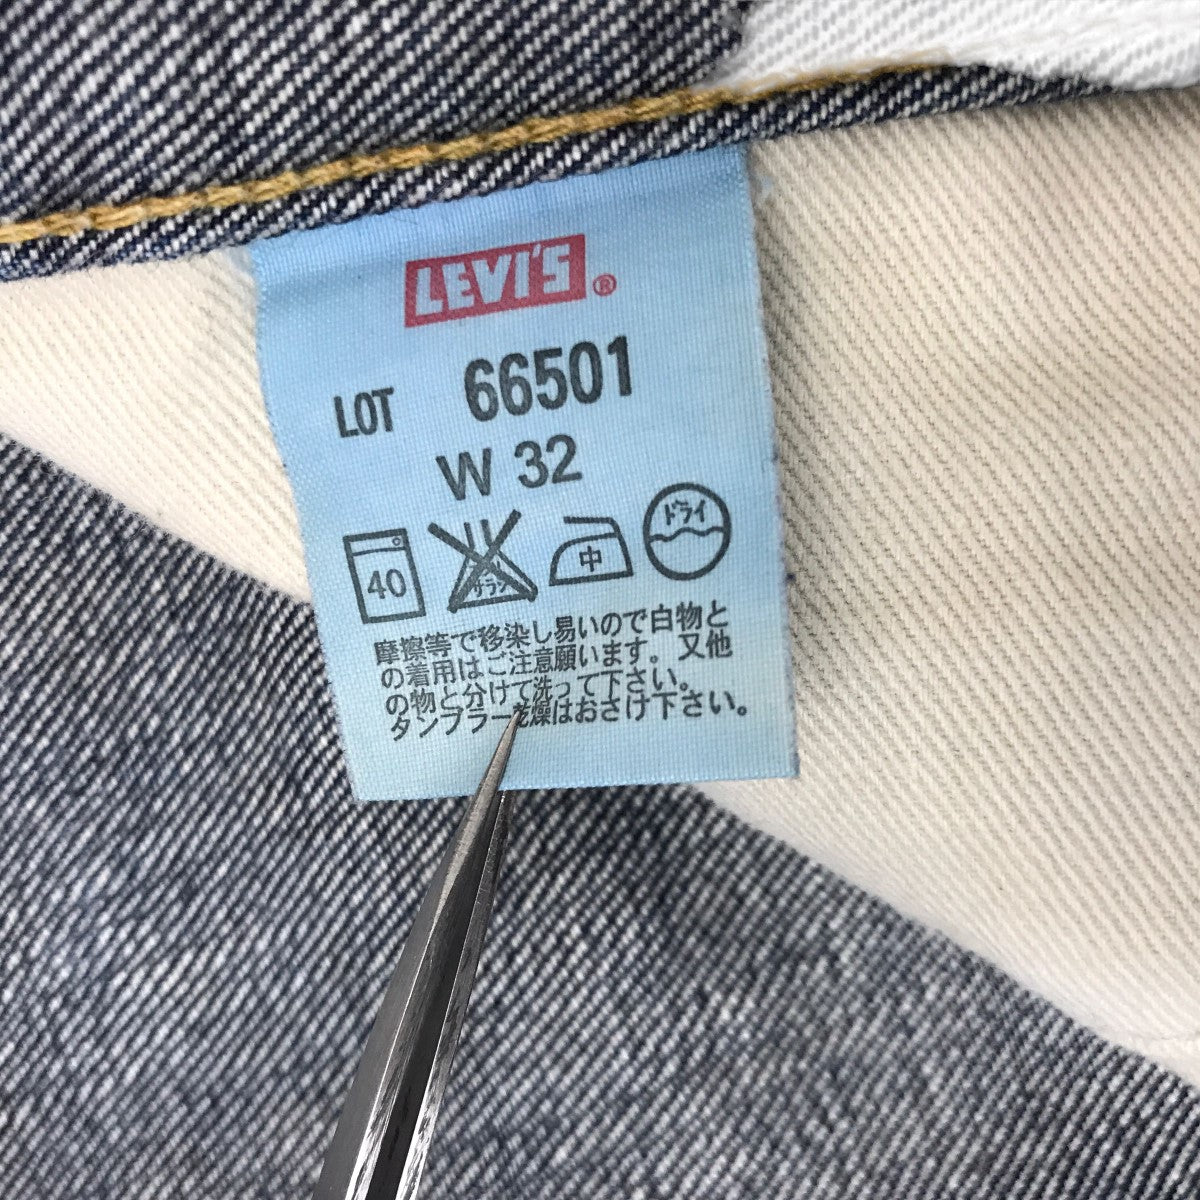 LEVI'S®
LOT 66501
W 32
40 サラシ 中 ドライ
摩擦等で移染し易いので白物と
の着用はご注意願います。又他
の物と分けて洗って下さい。
タンブラー乾燥はおさけ下さい。